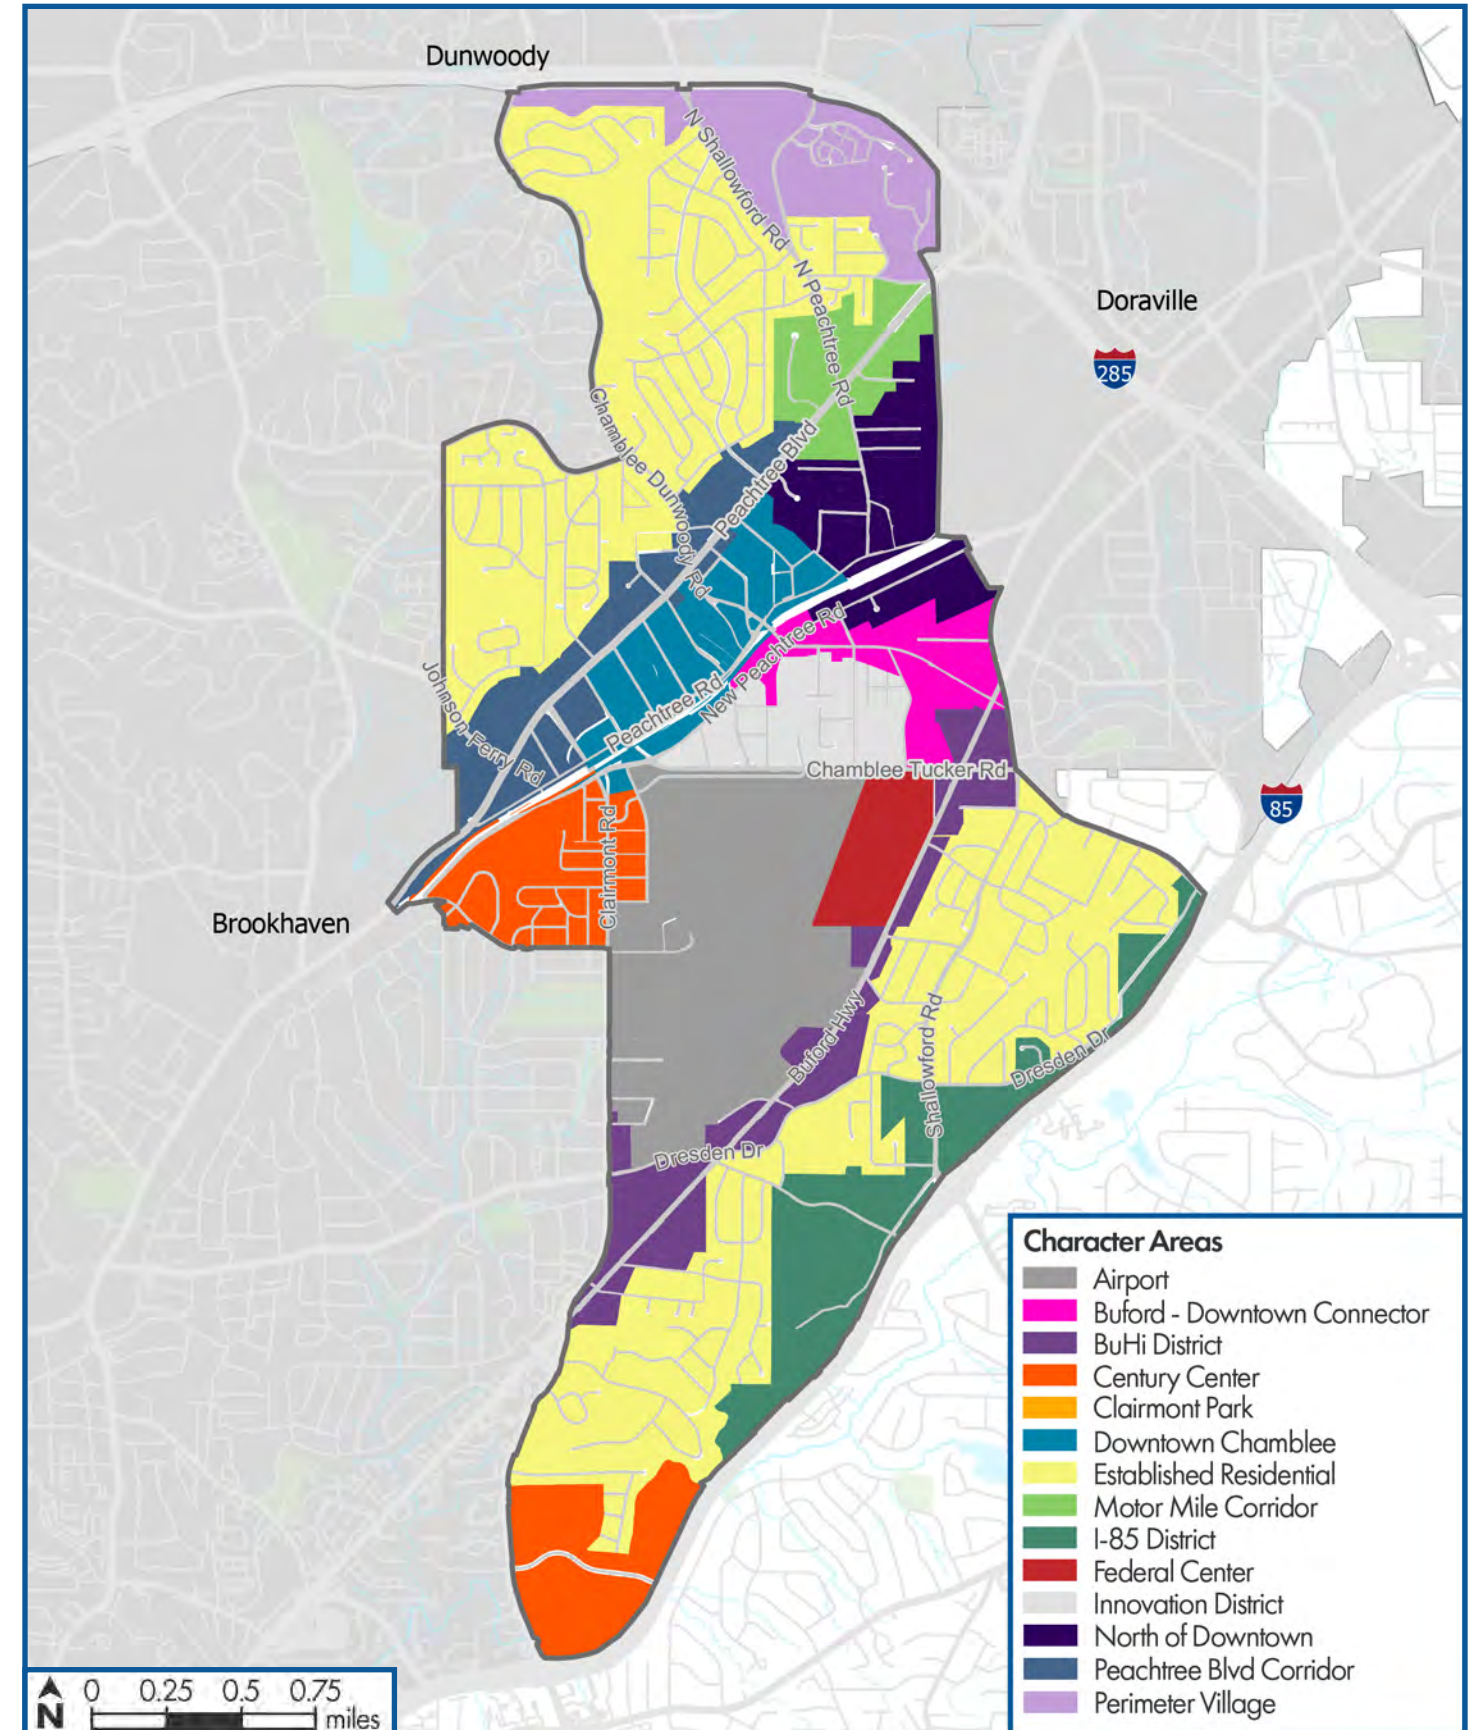 Dunwoody
N Shallowford Rd
N Peachtree Rd
Doraville
285
Chamblee Dunwoody Rd
Peachtree Blvd
New Peachtree Rd
Peachtree Rd
Johnson Ferry Rd
Chamblee Tucker Rd
85
Clairmont Rd
Brookhaven
Buford Hwy
Shallowford Rd
Dresden Dr
Dresden Dr
Character Areas
Airport
Buford - Downtown Connector
BuHi District
Century Center
Clairmont Park
Downtown Chamblee
Established Residential
Motor Mile Corridor
I-85 District
Federal Center
Innovation District
North of Downtown
Peachtree Blvd Corridor
Perimeter Village
N
0 0.25 0.5 0.75
miles